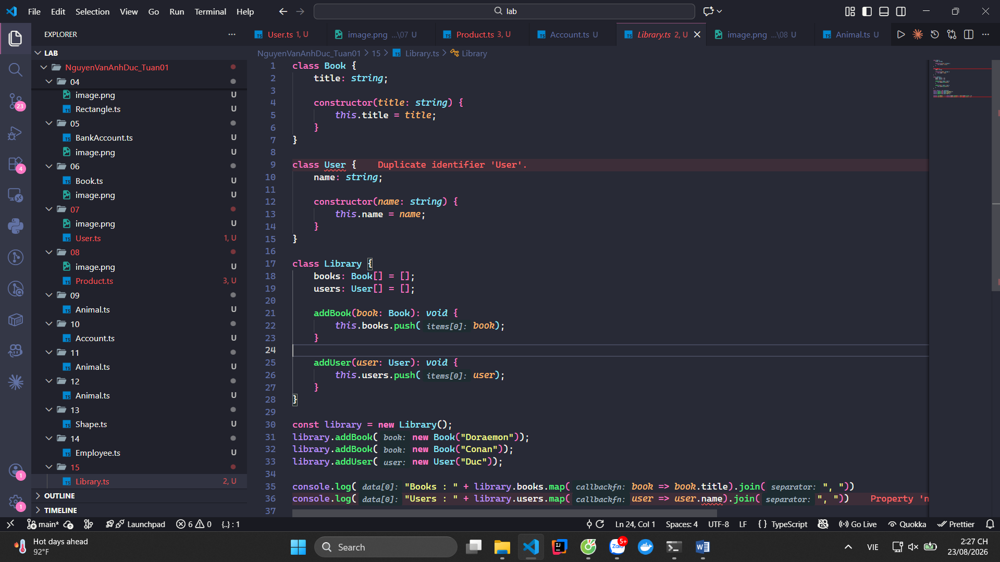 File Edit Selection View Go Run Terminal Help
lab
EXPLORER
User.ts 1, U
image.png ...\07 U
Product.ts 3, U
Account.ts U
Library.ts 2, U
image.png ...\08 U
Animal.ts U
LAB
NguyenVanAnhDuc_Tuan01
04
image.png U
Rectangle.ts U
05
BankAccount.ts U
image.png U
06
Book.ts U
image.png U
07
image.png U
User.ts 1, U
08
image.png U
Product.ts 3, U
09
Animal.ts U
10
Account.ts U
11
Animal.ts U
12
Animal.ts U
13
Shape.ts U
14
Employee.ts U
15
Library.ts 2, U
OUTLINE
TIMELINE
23
4
1
1
NguyenVanAnhDuc_Tuan01 > 15 > Library.ts > Library
1 class Book {
2 title: string;
3
4 constructor(title: string) {
5 this.title = title;
6 }
7 }
8
9 class User { Duplicate identifier 'User'.
10 name: string;
11
12 constructor(name: string) {
13 this.name = name;
14 }
15 }
16
17 class Library {
18 books: Book[] = [];
19 users: User[] = [];
20
21 addBook(book: Book): void {
22 this.books.push( items[0]: book);
23 }
24
25 addUser(user: User): void {
26 this.users.push( items[0]: user);
27 }
28 }
29
30 const library = new Library();
31 library.addBook( book: new Book("Doraemon"));
32 library.addBook( book: new Book("Conan"));
33 library.addUser( user: new User("Duc"));
34
35 console.log( data[0]: "Books : " + library.books.map( callbackfn: book => book.title).join( separator: ", "))
36 console.log( data[0]: "Users : " + library.users.map( callbackfn: user => user.name).join( separator: ", ")) Property 'n
37
main* Launchpad 6 0 {..} : 1
Ln 24, Col 1 Spaces: 4 UTF-8 LF { } TypeScript Go Live Quokka Prettier
Hot days ahead
92°F
Search
Zalo
5+
VIE
2:27 CH
23/08/2026